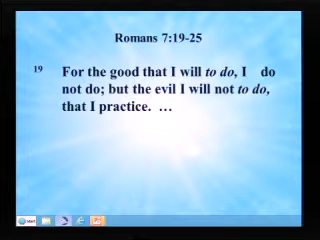 Romans 7:19-25
19 For the good that I will to do, I do
not do; but the evil I will not to do,
that I practice. …
start